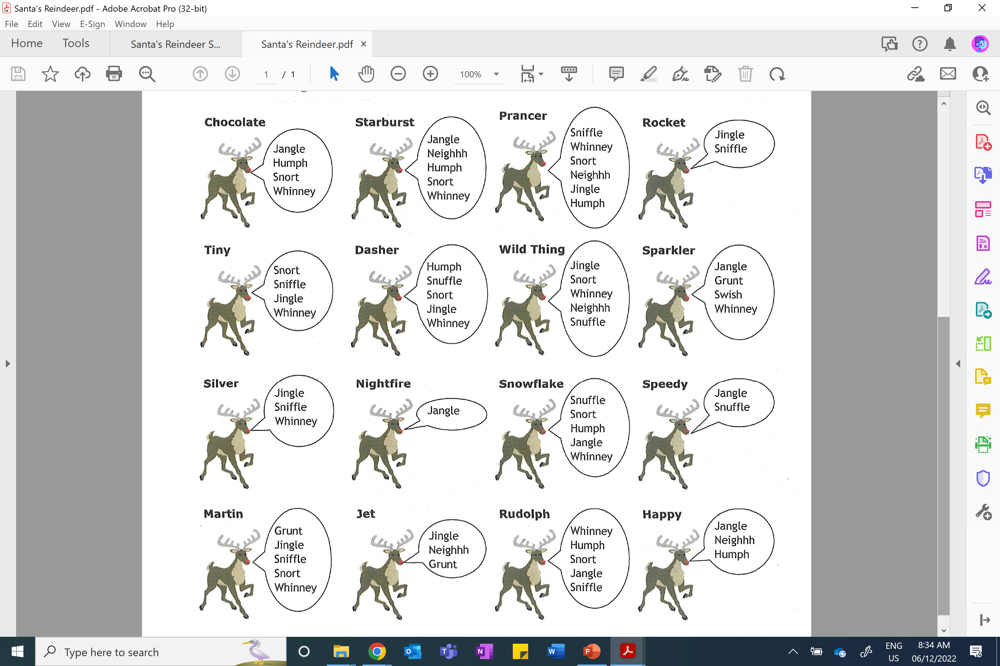 Santa's Reindeer.pdf - Adobe Acrobat Pro (32-bit)
File Edit View E-Sign Window Help
Home Tools Santa's Reindeer S... Santa's Reindeer.pdf
1 / 1 100%
Chocolate
Jangle
Humph
Snort
Whinney
Starburst
Jangle
Neighhh
Humph
Snort
Whinney
Prancer
Sniffle
Whinney
Snort
Neighhh
Jingle
Humph
Rocket
Jingle
Sniffle
Tiny
Snort
Sniffle
Jingle
Whinney
Dasher
Humph
Snuffle
Snort
Jingle
Whinney
Wild Thing
Jingle
Snort
Whinney
Neighhh
Snuffle
Sparkler
Jangle
Grunt
Swish
Whinney
Silver
Jingle
Sniffle
Whinney
Nightfire
Jangle
Snowflake
Snuffle
Snort
Humph
Jangle
Whinney
Speedy
Jangle
Snuffle
Martin
Grunt
Jingle
Sniffle
Snort
Whinney
Jet
Jingle
Neighhh
Grunt
Rudolph
Whinney
Humph
Snort
Jangle
Sniffle
Happy
Jangle
Neighhh
Humph
Type here to search
ENG
US
8:34 AM
06/12/2022